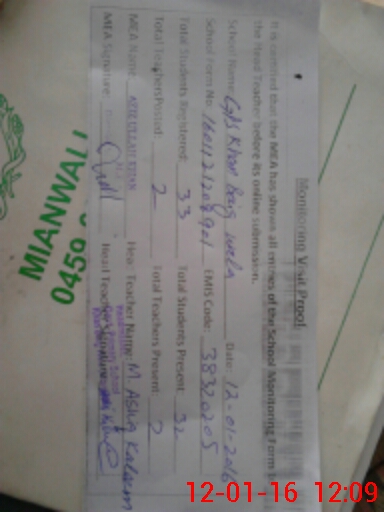 Monitoring Visit Proof
It is certified that the MEA has shown all entries of the School Monitoring Form
the Head Teacher before its online submission.
School Name: GPS Khan Baig wala Date: 12-01-2016
School Form No. EMIS Code: 38320205
Total Students Registered: 33 Total Students Present 32
Total Teachers Posted: 2 Total Teachers Present 2
MEA Name: ABDULLAH KHAN Head Teacher Name: M. Ashiq Kaleem
MEA Signature: Head Teacher Signature:
MIANWALI
0459
12-01-16 12:09